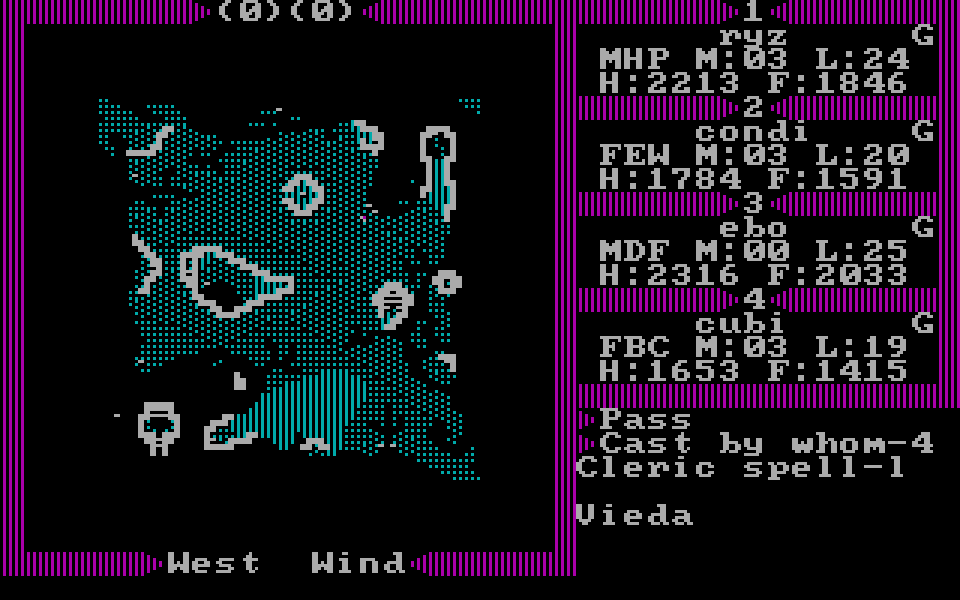 (0)(0)
1
ryz G
MHP M:03 L:24
H:2213 F:1846
2
condi G
FEW M:03 L:20
H:1784 F:1591
3
ebo G
MDF M:00 L:25
H:2316 F:2033
4
cubi G
FBC M:03 L:19
H:1653 F:1415
Pass
Cast by whom-4
Cleric spell-l
Vieda
West Wind